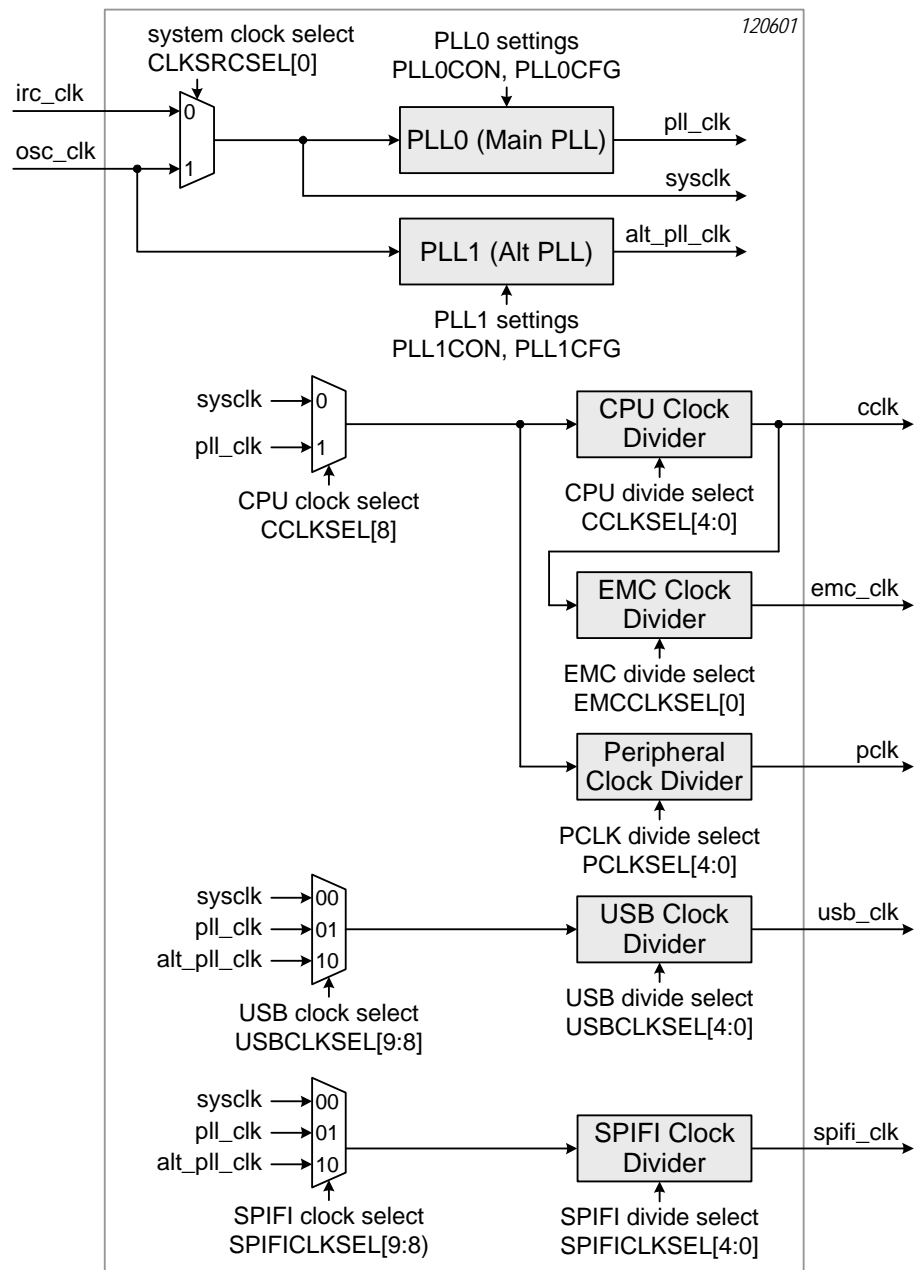 120601
system clock select
CLKSRCSEL[0]
PLL0 settings
PLL0CON, PLL0CFG
irc_clk
0
osc_clk
1
PLL0 (Main PLL)
pll_clk
sysclk
PLL1 (Alt PLL)
alt_pll_clk
PLL1 settings
PLL1CON, PLL1CFG
sysclk
0
pll_clk
1
CPU clock select
CCLKSEL[8]
CPU Clock
Divider
cclk
CPU divide select
CCLKSEL[4:0]
EMC Clock
Divider
emc_clk
EMC divide select
EMCCLKSEL[0]
Peripheral
Clock Divider
pclk
PCLK divide select
PCLKSEL[4:0]
sysclk
00
pll_clk
01
alt_pll_clk
10
USB clock select
USBCLKSEL[9:8]
USB Clock
Divider
usb_clk
USB divide select
USBCLKSEL[4:0]
sysclk
00
pll_clk
01
alt_pll_clk
10
SPIFI clock select
SPIFICLKSEL[9:8)
SPIFI Clock
Divider
spifi_clk
SPIFI divide select
SPIFICLKSEL[4:0]